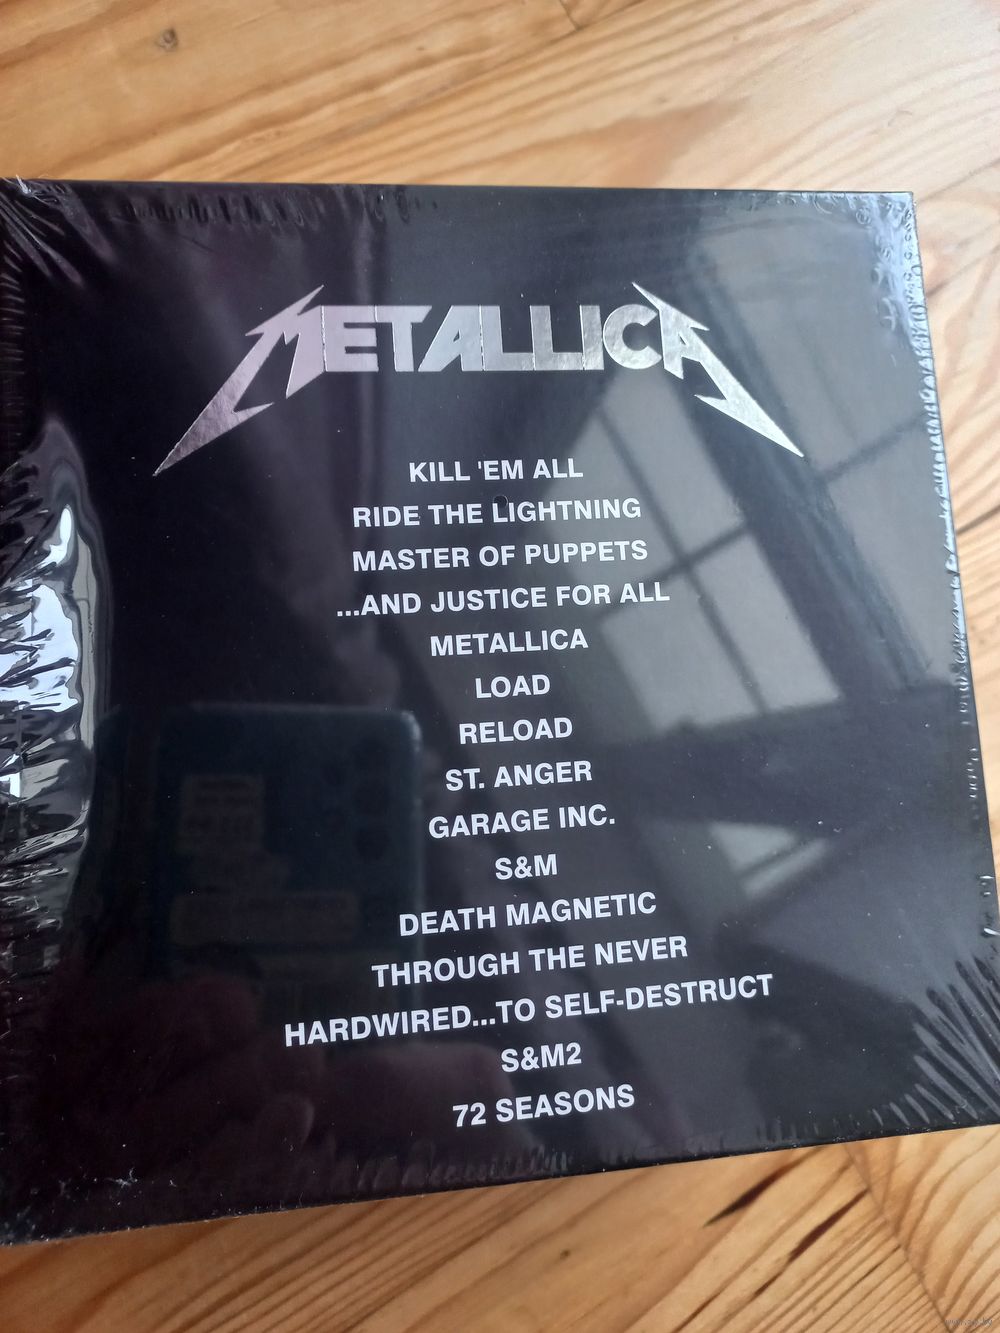 METALLICA
KILL 'EM ALL
RIDE THE LIGHTNING
MASTER OF PUPPETS
...AND JUSTICE FOR ALL
METALLICA
LOAD
RELOAD
ST. ANGER
GARAGE INC.
S&M
DEATH MAGNETIC
THROUGH THE NEVER
HARDWIRED...TO SELF-DESTRUCT
S&M2
72 SEASONS